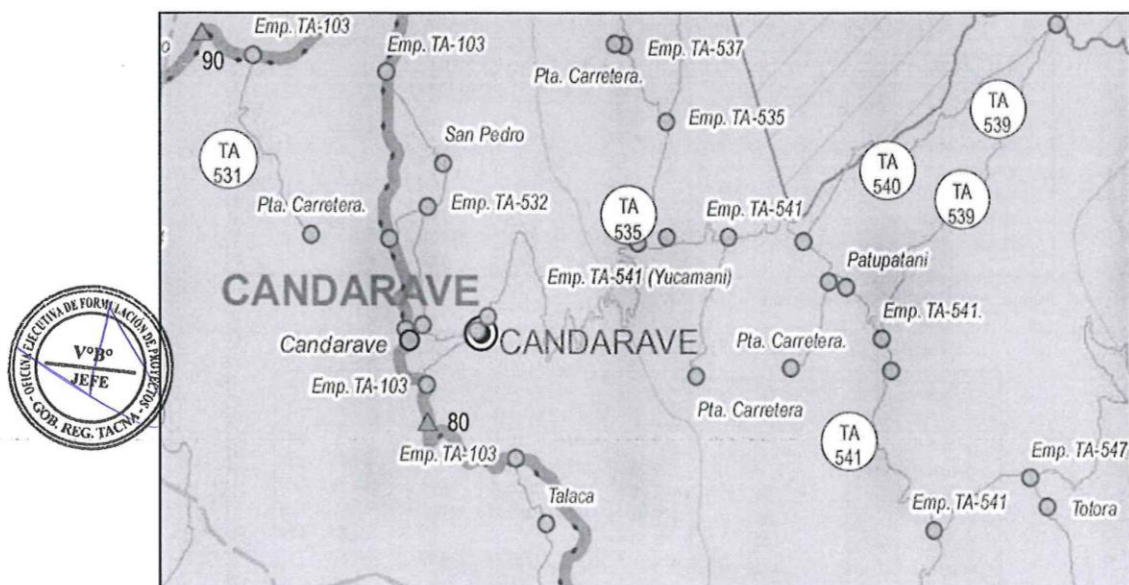 Emp. TA-103
90
Emp. TA-103
Emp. TA-537
Pta. Carretera.
TA
539
San Pedro
Emp. TA-535
TA
531
TA
540
Emp. TA-532
TA
539
Pta. Carretera.
TA
535
Emp. TA-541
Patupatani
Emp. TA-541 (Yucamani)
CANDARAVE
Emp. TA-541.
Candarave
CANDARAVE
Pta. Carretera.
Emp. TA-103
Pta. Carretera
80
TA
541
Emp. TA-103
Emp. TA-547
Talaca
Emp. TA-541
Totora
OFICINA EJECUTIVA DE FORMULACIÓN DE PROYECTOS
VºBº
JEFE
GOB. REG. TACNA